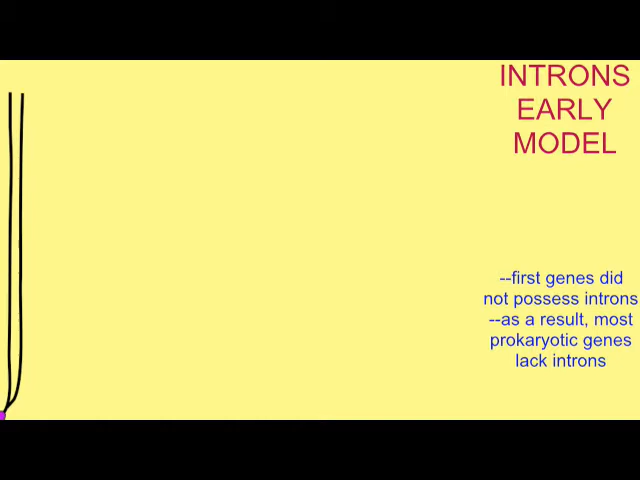 INTRONS
EARLY
MODEL
--first genes did
not possess introns
--as a result, most
prokaryotic genes
lack introns